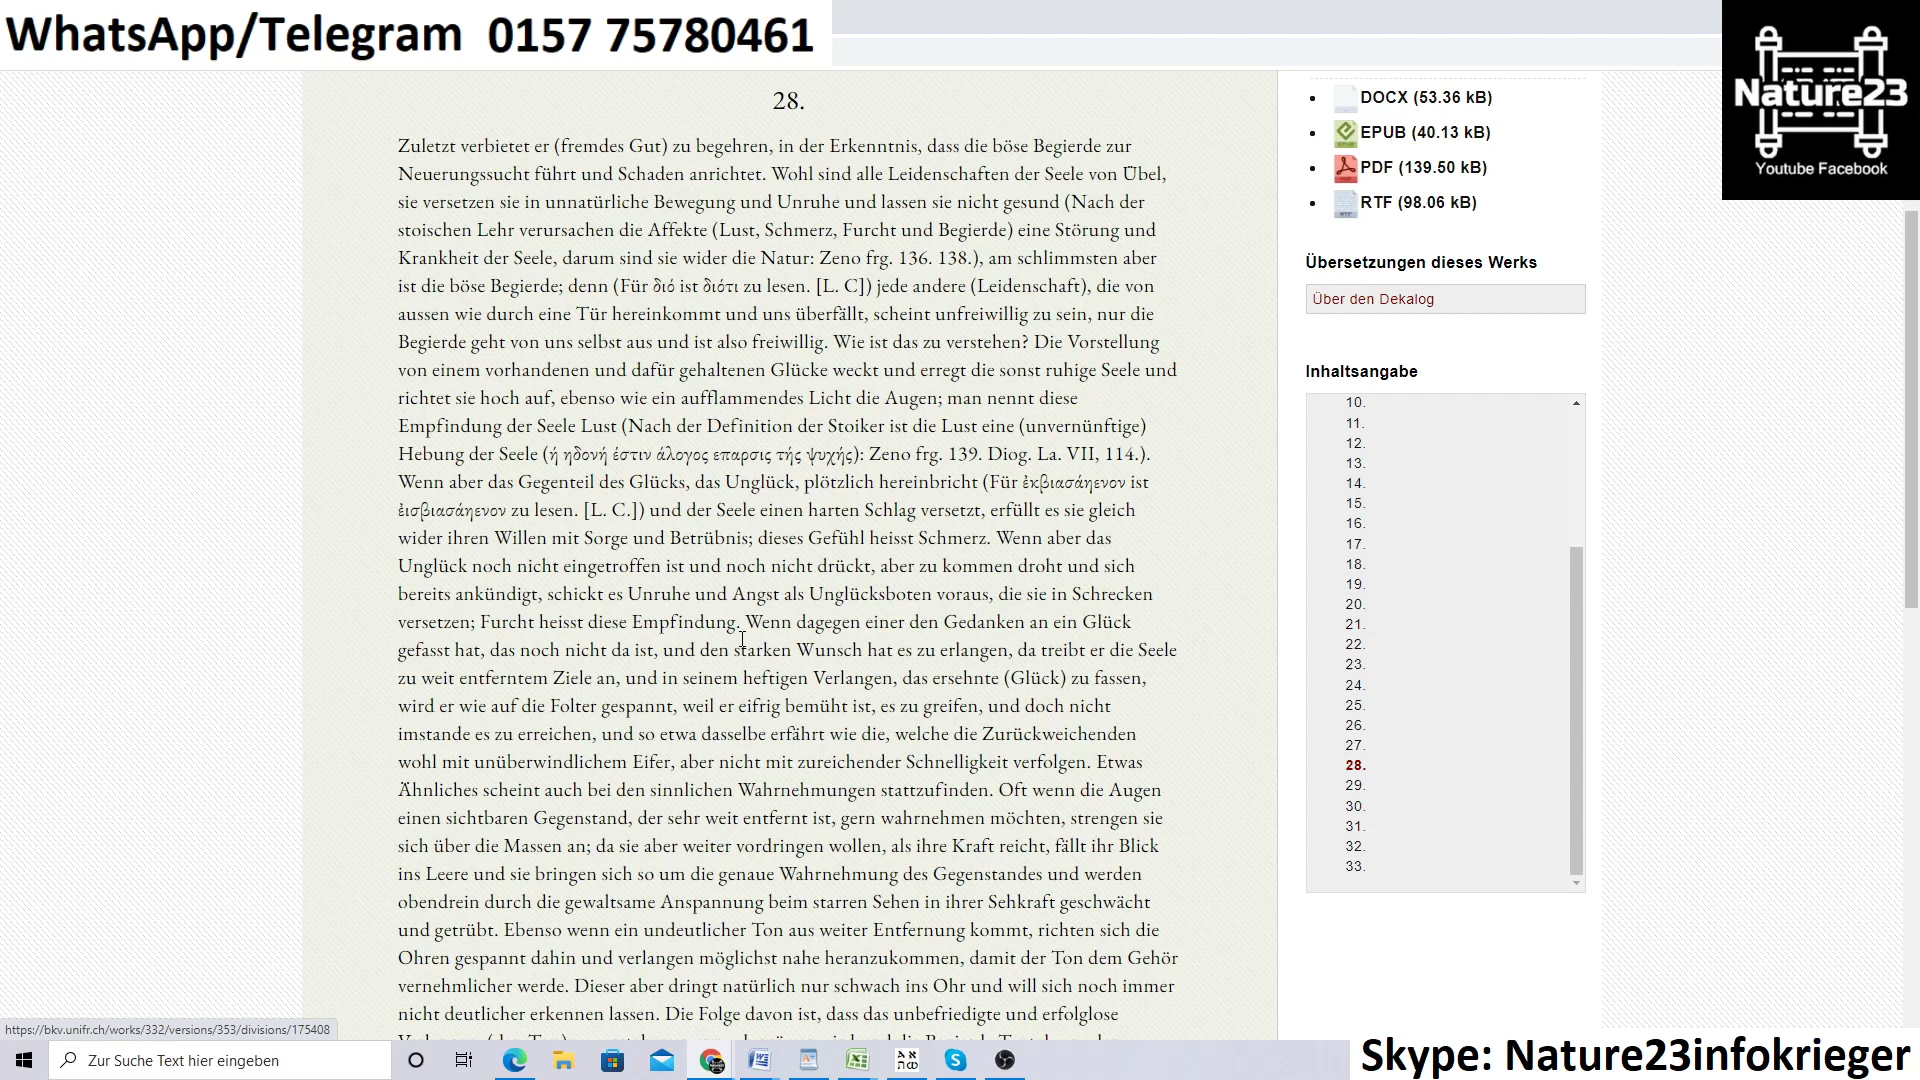 WhatsApp/Telegram 0157 75780461
28.
Zuletzt verbietet er (fremdes Gut) zu begehren, in der Erkenntnis, dass die böse Begierde zur
Neuerungssucht führt und Schaden anrichtet. Wohl sind alle Leidenschaften der Seele von Übel,
sie versetzen sie in unnatürliche Bewegung und Unruhe und lassen sie nicht gesund (Nach der
stoischen Lehr verursachen die Affekte (Lust, Schmerz, Furcht und Begierde) eine Störung und
Krankheit der Seele, darum sind sie wider die Natur: Zeno frg. 136. 138.), am schlimmsten aber
ist die böse Begierde; denn (Für διό ist διότι zu lesen. [L. C]) jede andere (Leidenschaft), die von
aussen wie durch eine Tür hereinkommt und uns überfällt, scheint unfreiwillig zu sein, nur die
Begierde geht von uns selbst aus und ist also freiwillig. Wie ist das zu verstehen? Die Vorstellung
von einem vorhandenen und dafür gehaltenen Glücke weckt und erregt die sonst ruhige Seele und
richtet sie hoch auf, ebenso wie ein aufflammendes Licht die Augen; man nennt diese
Empfindung der Seele Lust (Nach der Definition der Stoiker ist die Lust eine (unvernünftige)
Hebung der Seele (ή ηδονή έστιν άλογος επαρσις τής ψυχής): Zeno frg. 139. Diog. La. VII, 114.).
Wenn aber das Gegenteil des Glücks, das Unglück, plötzlich hereinbricht (Für ἐκβιασάηενον ist
ἐισβιασάηενον zu lesen. [L. C.]) und der Seele einen harten Schlag versetzt, erfüllt es sie gleich
wider ihren Willen mit Sorge und Betrübnis; dieses Gefühl heisst Schmerz. Wenn aber das
Unglück noch nicht eingetroffen ist und noch nicht drückt, aber zu kommen droht und sich
bereits ankündigt, schickt es Unruhe und Angst als Unglücksboten voraus, die sie in Schrecken
versetzen; Furcht heisst diese Empfindung. Wenn dagegen einer den Gedanken an ein Glück
gefasst hat, das noch nicht da ist, und den starken Wunsch hat es zu erlangen, da treibt er die Seele
zu weit entferntem Ziele an, und in seinem heftigen Verlangen, das ersehnte (Glück) zu fassen,
wird er wie auf die Folter gespannt, weil er eifrig bemüht ist, es zu greifen, und doch nicht
imstande es zu erreichen, und so etwa dasselbe erfährt wie die, welche die Zurückweichenden
wohl mit unüberwindlichem Eifer, aber nicht mit zureichender Schnelligkeit verfolgen. Etwas
Ähnliches scheint auch bei den sinnlichen Wahrnehmungen stattzufinden. Oft wenn die Augen
einen sichtbaren Gegenstand, der sehr weit entfernt ist, gern wahrnehmen möchten, strengen sie
sich über die Massen an; da sie aber weiter vordringen wollen, als ihre Kraft reicht, fällt ihr Blick
ins Leere und sie bringen sich so um die genaue Wahrnehmung des Gegenstandes und werden
obendrein durch die gewaltsame Anspannung beim starren Sehen in ihrer Sehkraft geschwächt
und getrübt. Ebenso wenn ein undeutlicher Ton aus weiter Entfernung kommt, richten sich die
Ohren gespannt dahin und verlangen möglichst nahe heranzukommen, damit der Ton dem Gehör
vernehmlicher werde. Dieser aber dringt natürlich nur schwach ins Ohr und will sich noch immer
nicht deutlicher erkennen lassen. Die Folge davon ist, dass das unbefriedigte und erfolglose
DOCX (53.36 kB)
EPUB (40.13 kB)
PDF (139.50 kB)
RTF (98.06 kB)
Übersetzungen dieses Werks
Über den Dekalog
Inhaltsangabe
10.
11.
12.
13.
14.
15.
16.
17.
18.
19.
20.
21.
22.
23.
24.
25.
26.
27.
28.
29.
30.
31.
32.
33.
Nature23
Youtube Facebook
https://bkv.unifr.ch/works/332/versions/353/divisions/175408
Zur Suche Text hier eingeben
Skype: Nature23infokrieger